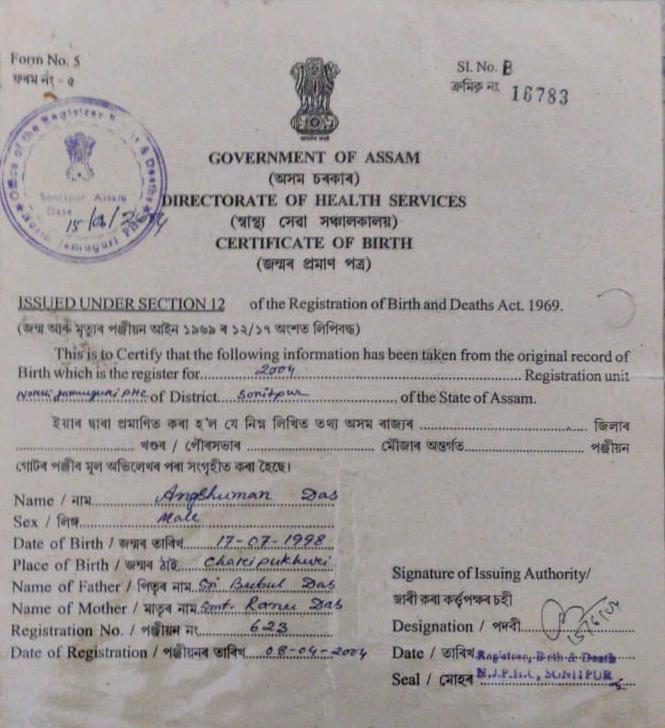 Form No. 5
ফৰম নং - ৫
Sl. No. B
ক্ৰমিক নং 16783
Office of the Registrar Births & Deaths
Sonitpur Assam
Date
North Jamuguri PHC
GOVERNMENT OF ASSAM
(অসম চৰকাৰ)
DIRECTORATE OF HEALTH SERVICES
(স্বাস্থ্য সেৱা সঞ্চালকালয়)
CERTIFICATE OF BIRTH
(জন্মৰ প্ৰমাণ পত্ৰ)
ISSUED UNDER SECTION 12 of the Registration of Birth and Deaths Act. 1969.
(জন্ম আৰু মৃত্যুৰ পঞ্জীয়ন আইন ১৯৬৯ ৰ ১২/১৭ অংশত লিপিবদ্ধ)
This is to Certify that the following information has been taken from the original record of
Birth which is the register for 2004 Registration unit
North Jamuguri PHC of District Sonitpur of the State of Assam.
ইয়াৰ দ্বাৰা প্ৰমাণিত কৰা হ'ল যে নিম্ন লিখিত তথ্য অসম ৰাজ্যৰ জিলাৰ
খণ্ডৰ / পৌৰসভাৰ মৌজাৰ অন্তৰ্গত পঞ্জীয়ন
গোটৰ পঞ্জীৰ মূল অভিলেখৰ পৰা সংগৃহীত কৰা হৈছে।
Name / নাম Angshuman Das
Sex / লিঙ্গ Male
Date of Birth / জন্মৰ তাৰিখ 17-07-1998
Place of Birth / জন্মৰ ঠাই Charipukhuri
Name of Father / পিতৃৰ নাম Sri Bubul Das
Name of Mother / মাতৃৰ নাম Smt. Ranu Das
Registration No. / পঞ্জীয়ন নং 623
Date of Registration / পঞ্জীয়নৰ তাৰিখ 08-04-2004
Signature of Issuing Authority/
জাৰী কৰা কৰ্ত্তৃপক্ষৰ চহী
Designation / পদবী
Date / তাৰিখ Registrar, Birth & Death
Seal / মোহৰ N.J.P.H.C, SONITPUR